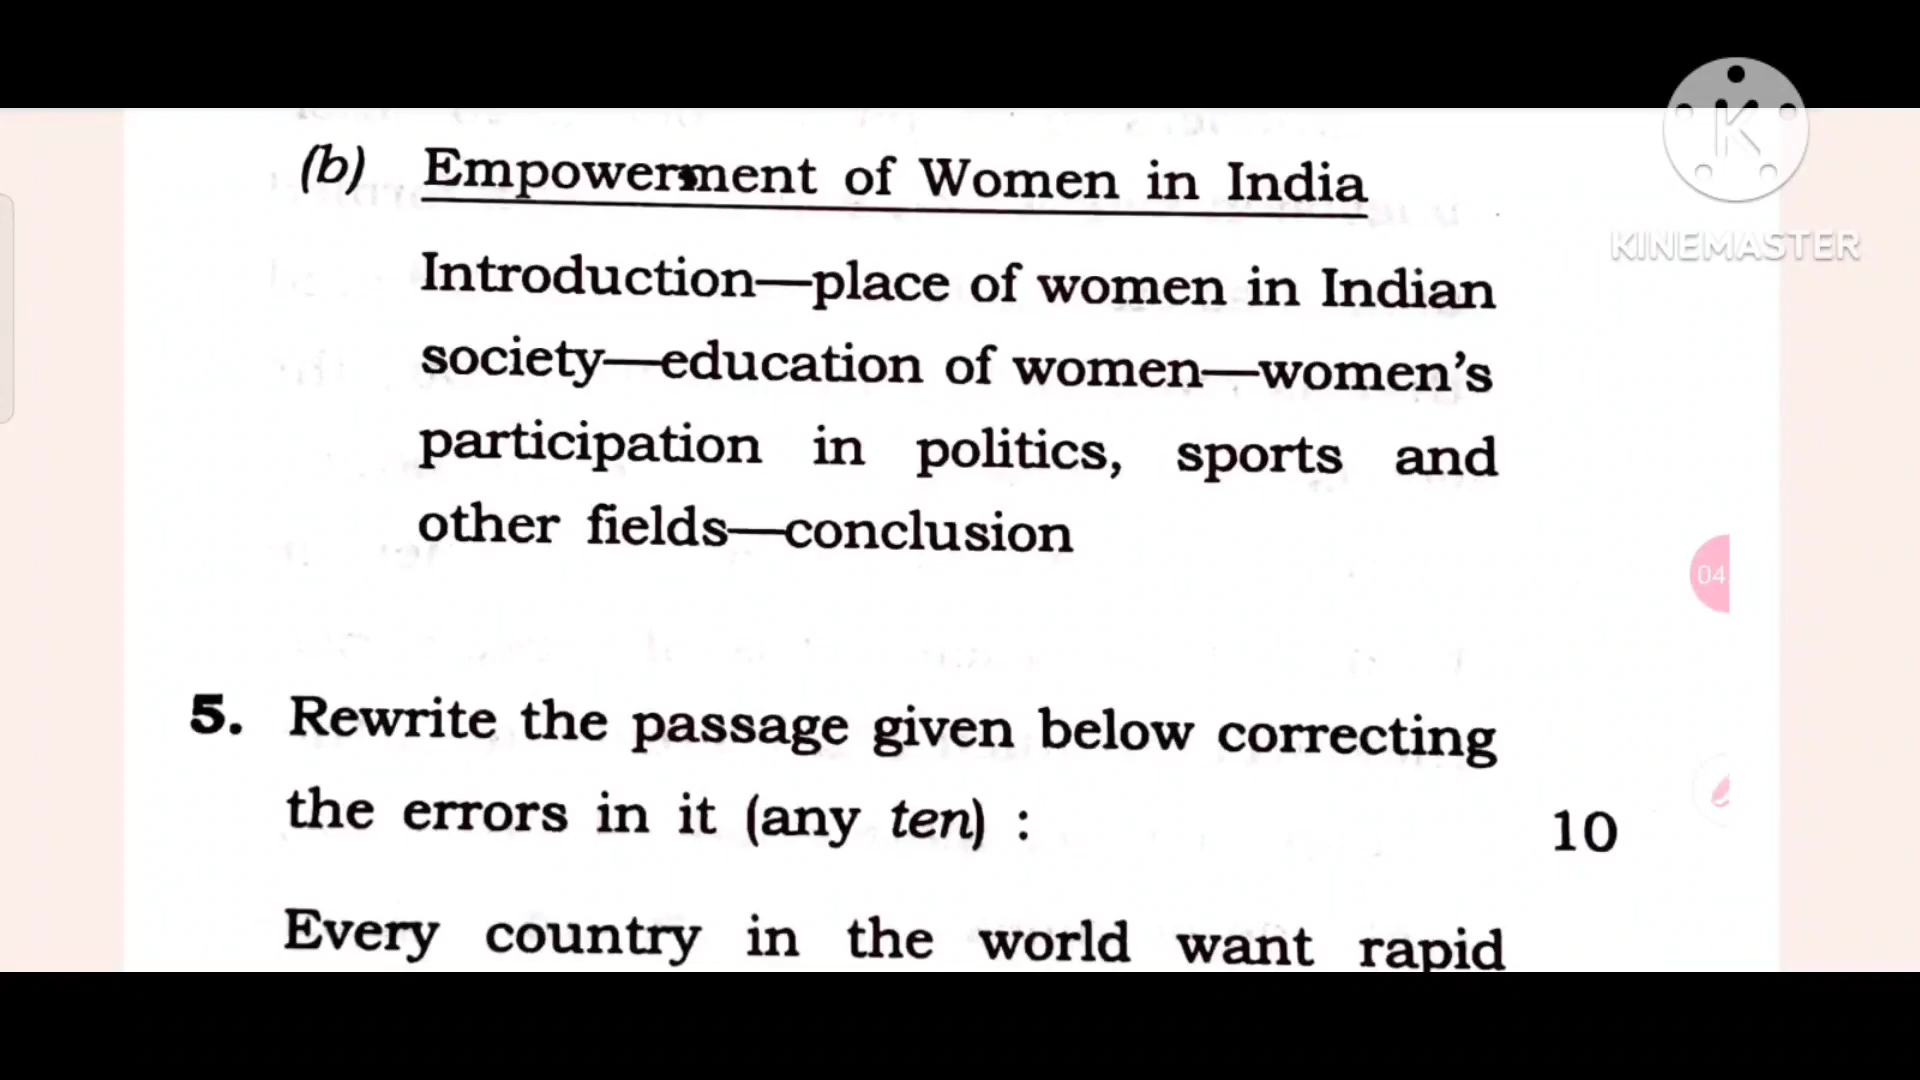 (b) Empowerment of Women in India
KINEMASTER
Introduction—place of women in Indian
society—education of women—women's
participation in politics, sports and
other fields—conclusion
04
5. Rewrite the passage given below correcting
the errors in it (any ten) :
10
Every country in the world want rapid